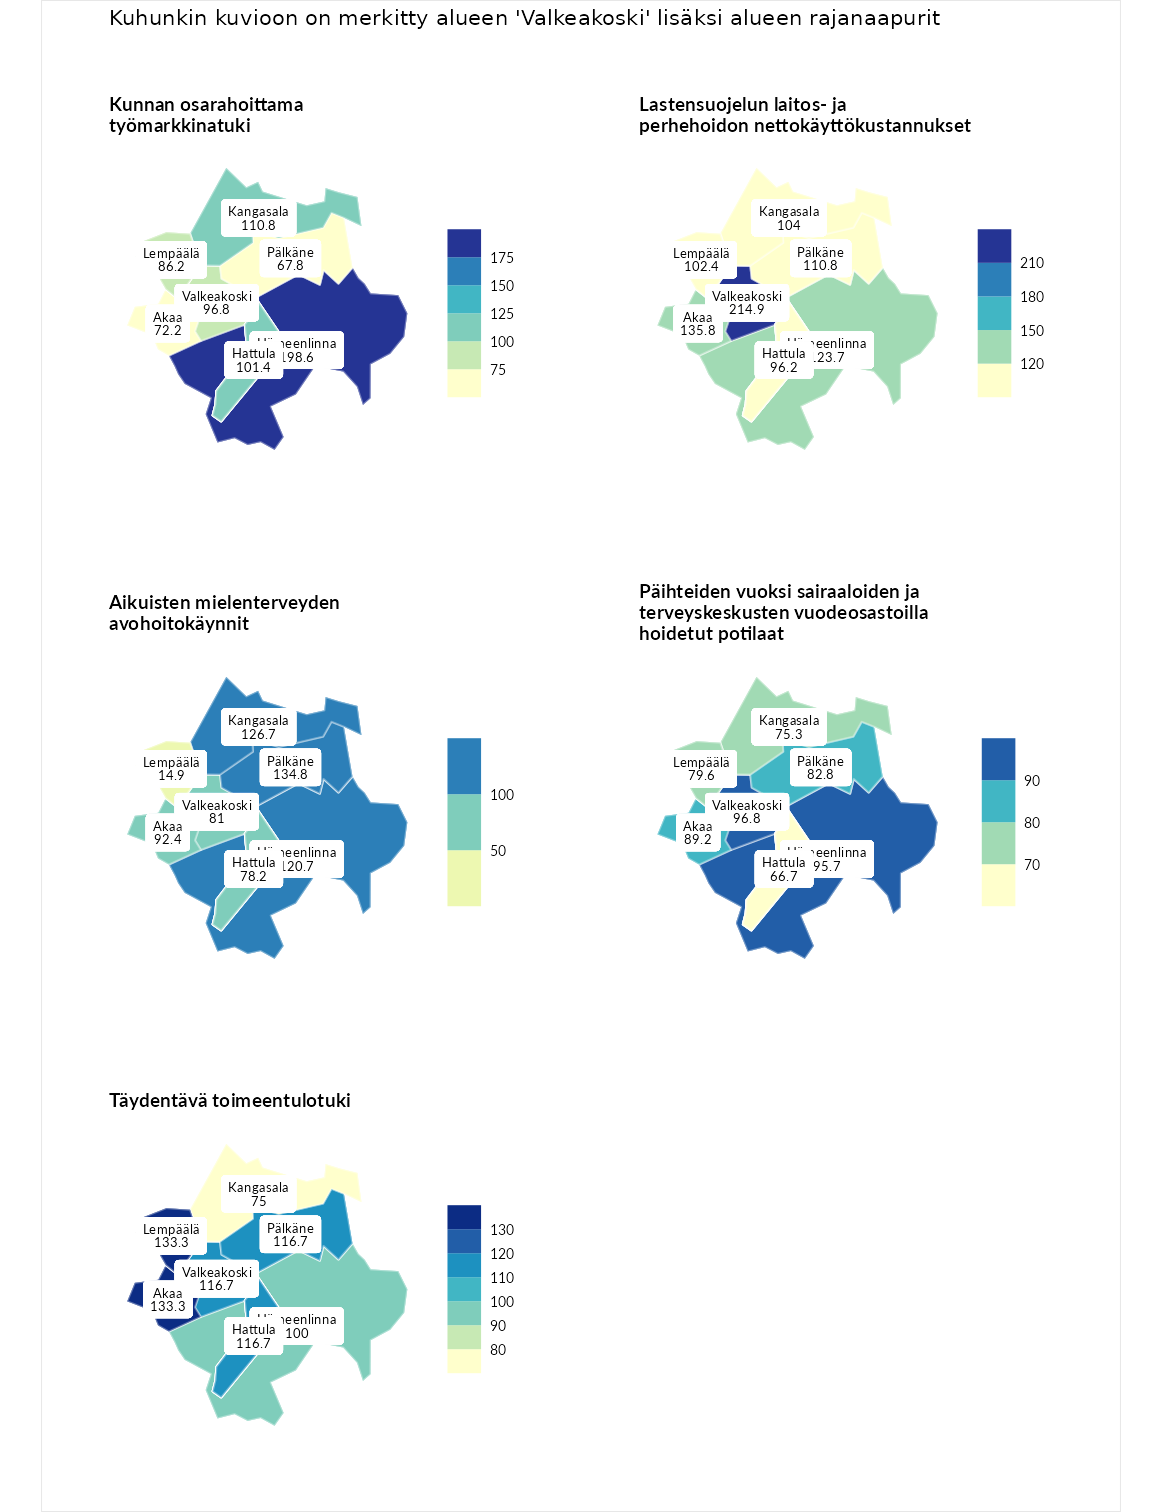 Kuhunkin kuvioon on merkitty alueen 'Valkeakoski' lisäksi alueen rajanaapurit
Kunnan osarahoittama
työmarkkinatuki
Kangasala
110.8
Lempäälä
86.2
Pälkäne
67.8
Valkeakoski
96.8
Akaa
72.2
Hattula
101.4
198.6
175
150
125
100
75
Lastensuojelun laitos- ja
perhehoidon nettokäyttökustannukset
Kangasala
104
Lempäälä
102.4
Pälkäne
110.8
Valkeakoski
214.9
Akaa
135.8
Hattula
96.2
210
180
150
120
Aikuisten mielenterveyden
avohoitokäynnit
Kangasala
126.7
Lempäälä
14.9
Pälkäne
134.8
Valkeakoski
81
Akaa
92.4
Hattula
78.2
120.7
100
50
Päihteiden vuoksi sairaaloiden ja
terveyskeskusten vuodeosastoilla
hoidetut potilaat
Kangasala
75.3
Lempäälä
79.6
Pälkäne
82.8
Valkeakoski
96.8
Akaa
89.2
Hattula
66.7
95.7
90
80
70
Täydentävä toimeentulotuki
Kangasala
75
Lempäälä
133.3
Pälkäne
116.7
Valkeakoski
116.7
Akaa
133.3
Hattula
116.7
100
130
120
110
100
90
80